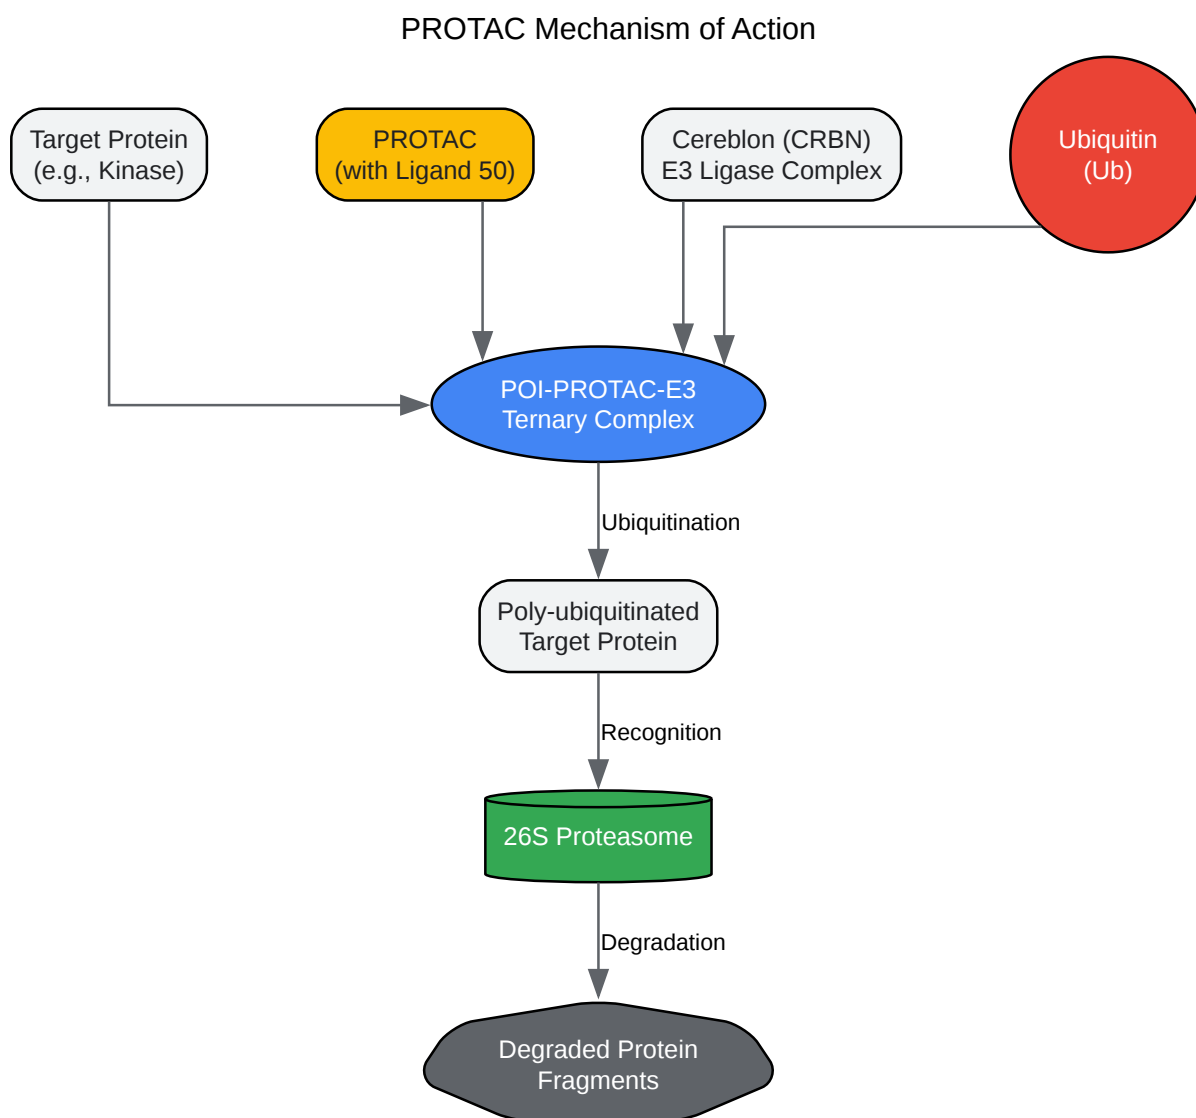 PROTAC Mechanism of Action
Target Protein
(e.g., Kinase)
PROTAC
(with Ligand 50)
Cereblon (CRBN)
E3 Ligase Complex
Ubiquitin
(Ub)
POI-PROTAC-E3
Ternary Complex
Ubiquitination
Poly-ubiquitinated
Target Protein
Recognition
26S Proteasome
Degradation
Degraded Protein
Fragments